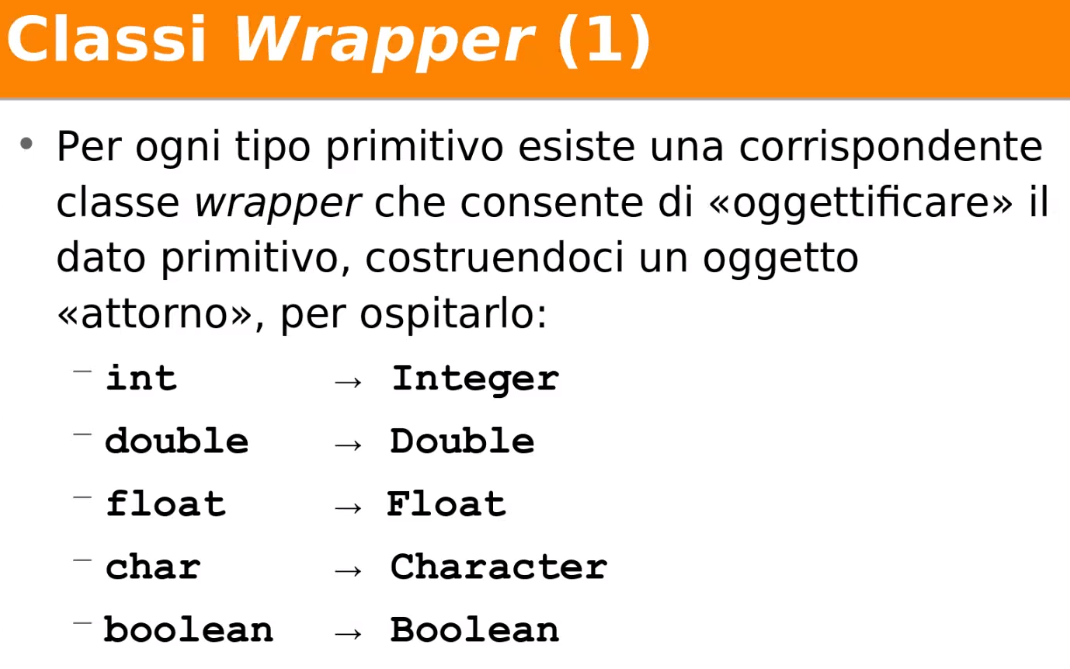 Classi Wrapper (1)
• Per ogni tipo primitivo esiste una corrispondente
classe wrapper che consente di «oggettificare» il
dato primitivo, costruendoci un oggetto
«attorno», per ospitarlo:
– int → Integer
– double → Double
– float → Float
– char → Character
– boolean → Boolean